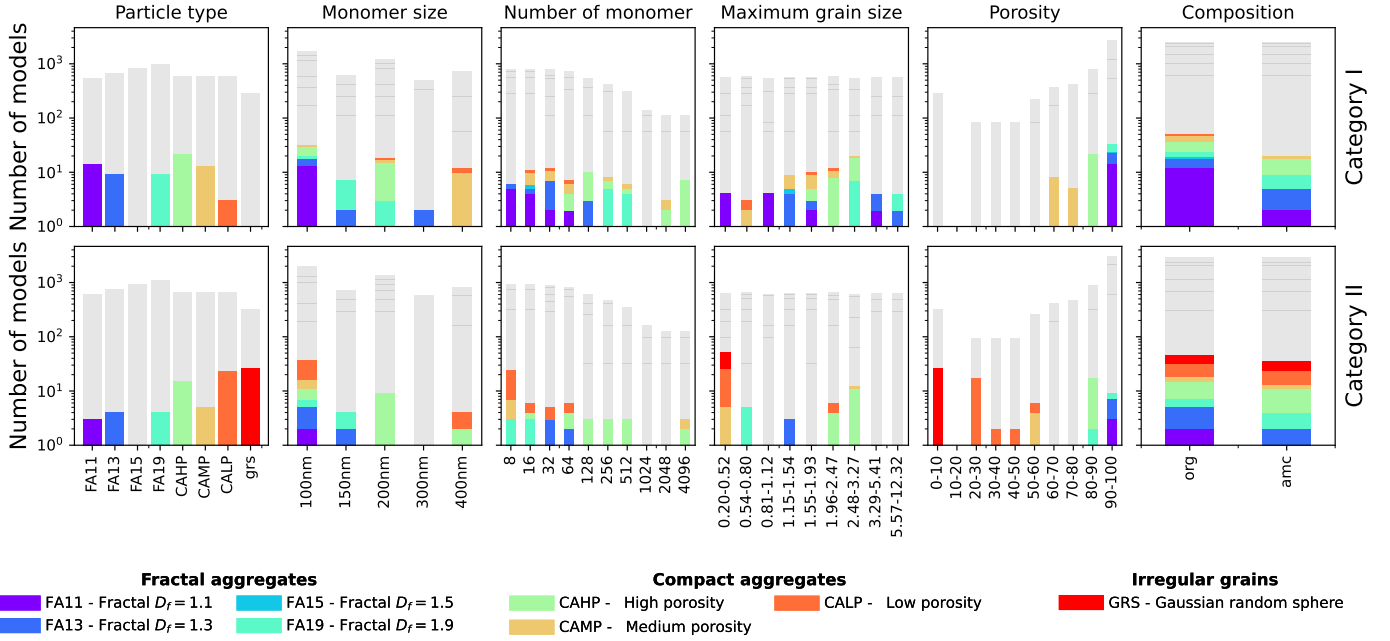 Particle type
Monomer size
Number of monomer
Maximum grain size
Porosity
Composition
Number of models
10³
10²
10¹
10⁰
Category I
Number of models
10³
10²
10¹
10⁰
Category II
FA11
FA13
FA15
FA19
CAHP
CAMP
CALP
grs
100nm
150nm
200nm
300nm
400nm
8
16
32
64
128
256
512
1024
2048
4096
0.20-0.52
0.54-0.80
0.81-1.12
1.15-1.54
1.55-1.93
1.96-2.47
2.48-3.27
3.29-5.41
5.57-12.32
0-10
10-20
20-30
30-40
40-50
50-60
60-70
70-80
80-90
90-100
org
amc
Fractal aggregates
FA11 - Fractal D_f = 1.1
FA13 - Fractal D_f = 1.3
FA15 - Fractal D_f = 1.5
FA19 - Fractal D_f = 1.9
Compact aggregates
CAHP - High porosity
CAMP - Medium porosity
CALP - Low porosity
Irregular grains
GRS - Gaussian random sphere